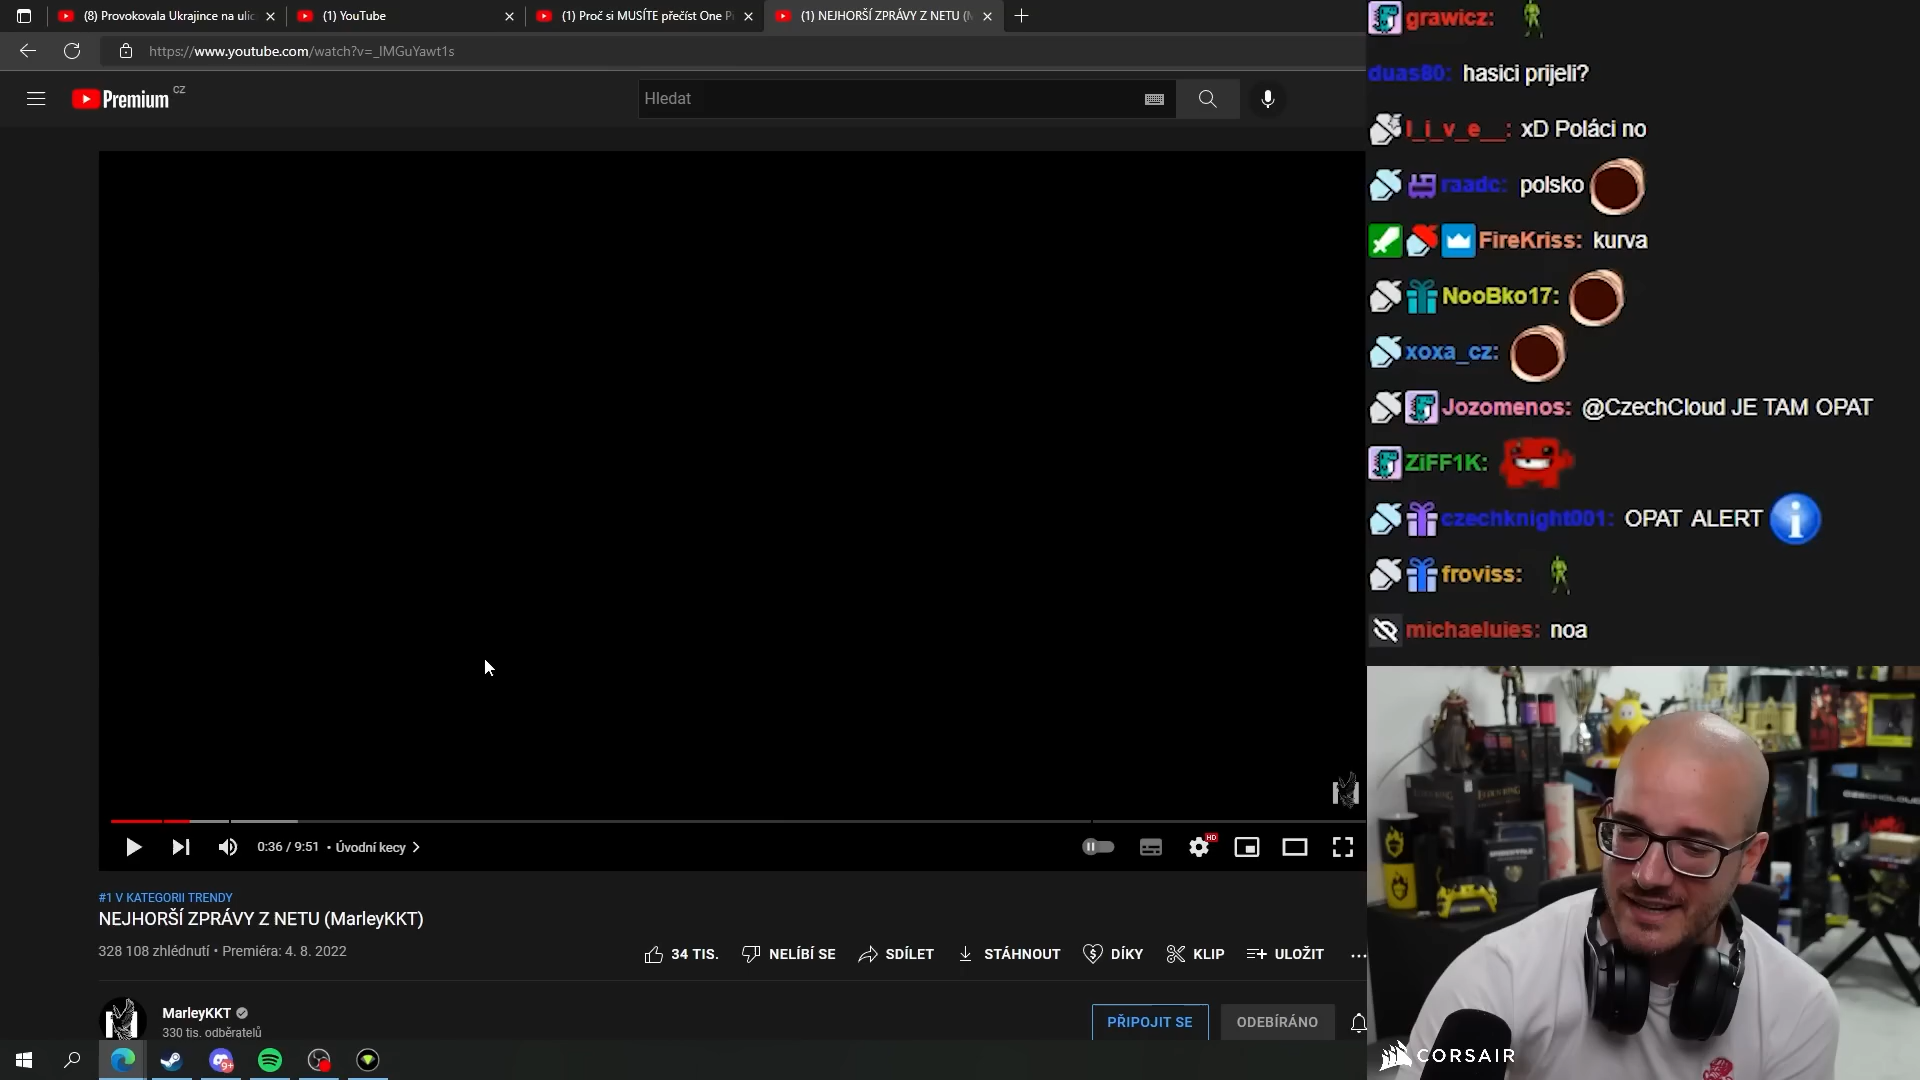 (8) Provokovala Ukrajince na ulic
(1) YouTube
(1) Proč si MUSÍTE přečíst One P
(1) NEJHORŠÍ ZPRÁVY Z NETU (M
https://www.youtube.com/watch?v=_IMGuYawt1s
Premium CZ
Hledat
0:36 / 9:51 • Úvodní kecy
HD
#1 V KATEGORII TRENDY
NEJHORŠÍ ZPRÁVY Z NETU (MarleyKKT)
328 108 zhlédnutí • Premiéra: 4. 8. 2022
34 TIS.
NELÍBÍ SE
SDÍLET
STÁHNOUT
DÍKY
KLIP
ULOŽIT
MarleyKKT
330 tis. odběratelů
PŘIPOJIT SE
ODEBÍRÁNO
9+
grawicz:
duas80: hasici prijeli?
l_i_v_e__: xD Poláci no
raadc: polsko
FireKriss: kurva
NooBko17:
xoxa_cz:
Jozomenos: @CzechCloud JE TAM OPAT
ZiFF1K:
czechknight001: OPAT ALERT
froviss:
michaeluies: noa
CORSAIR